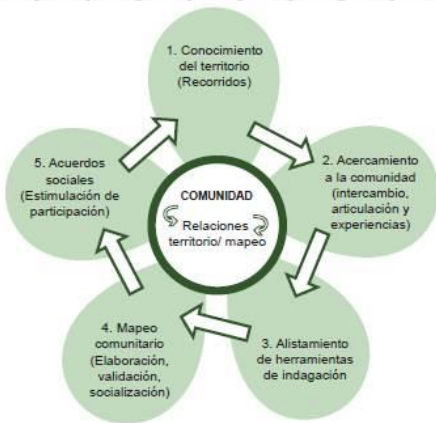 1. Conocimiento
del territorio
(Recorridos)
2. Acercamiento
a la comunidad
(intercambio,
articulación y
experiencias)
3. Alistamiento
de herramientas
de indagación
4. Mapeo
comunitario
(Elaboración,
validación,
socialización)
5. Acuerdos
sociales
(Estimulación de
participación)
COMUNIDAD
Relaciones
territorio/ mapeo